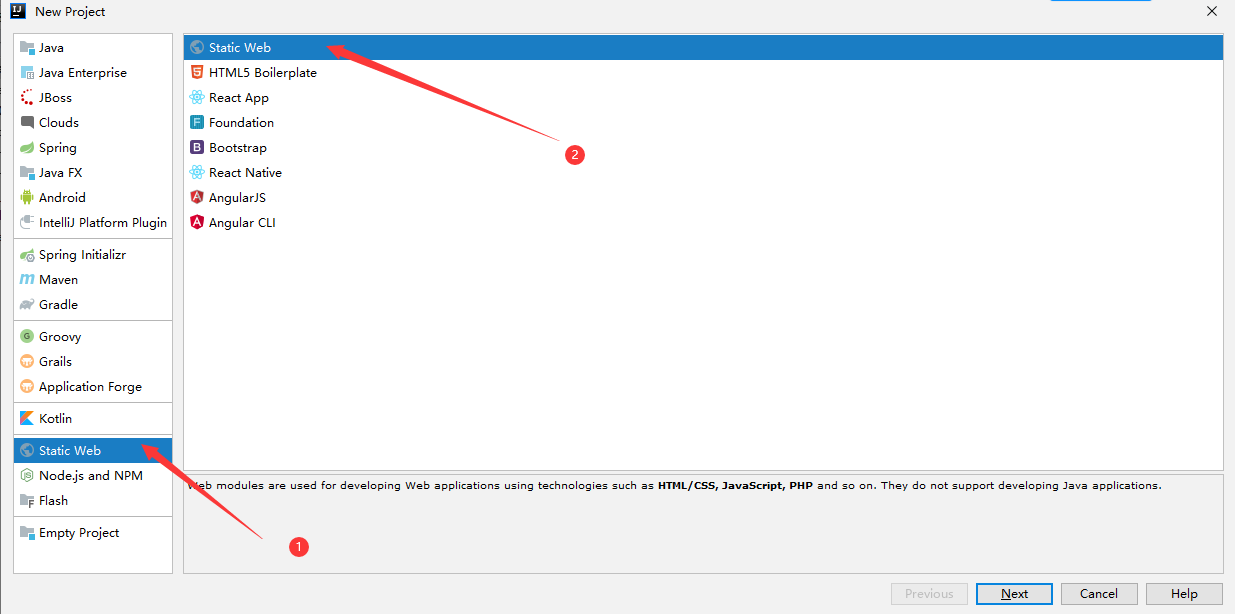 New Project
Java
Java Enterprise
JBoss
Clouds
Spring
Java FX
Android
IntelliJ Platform Plugin
Spring Initializr
Maven
Gradle
Groovy
Grails
Application Forge
Kotlin
Static Web
Node.js and NPM
Flash
Empty Project
1
Static Web
HTML5 Boilerplate
React App
Foundation
Bootstrap
React Native
AngularJS
Angular CLI
2
Web modules are used for developing Web applications using technologies such as HTML/CSS, JavaScript, PHP and so on. They do not support developing Java applications.
Previous Next Cancel Help